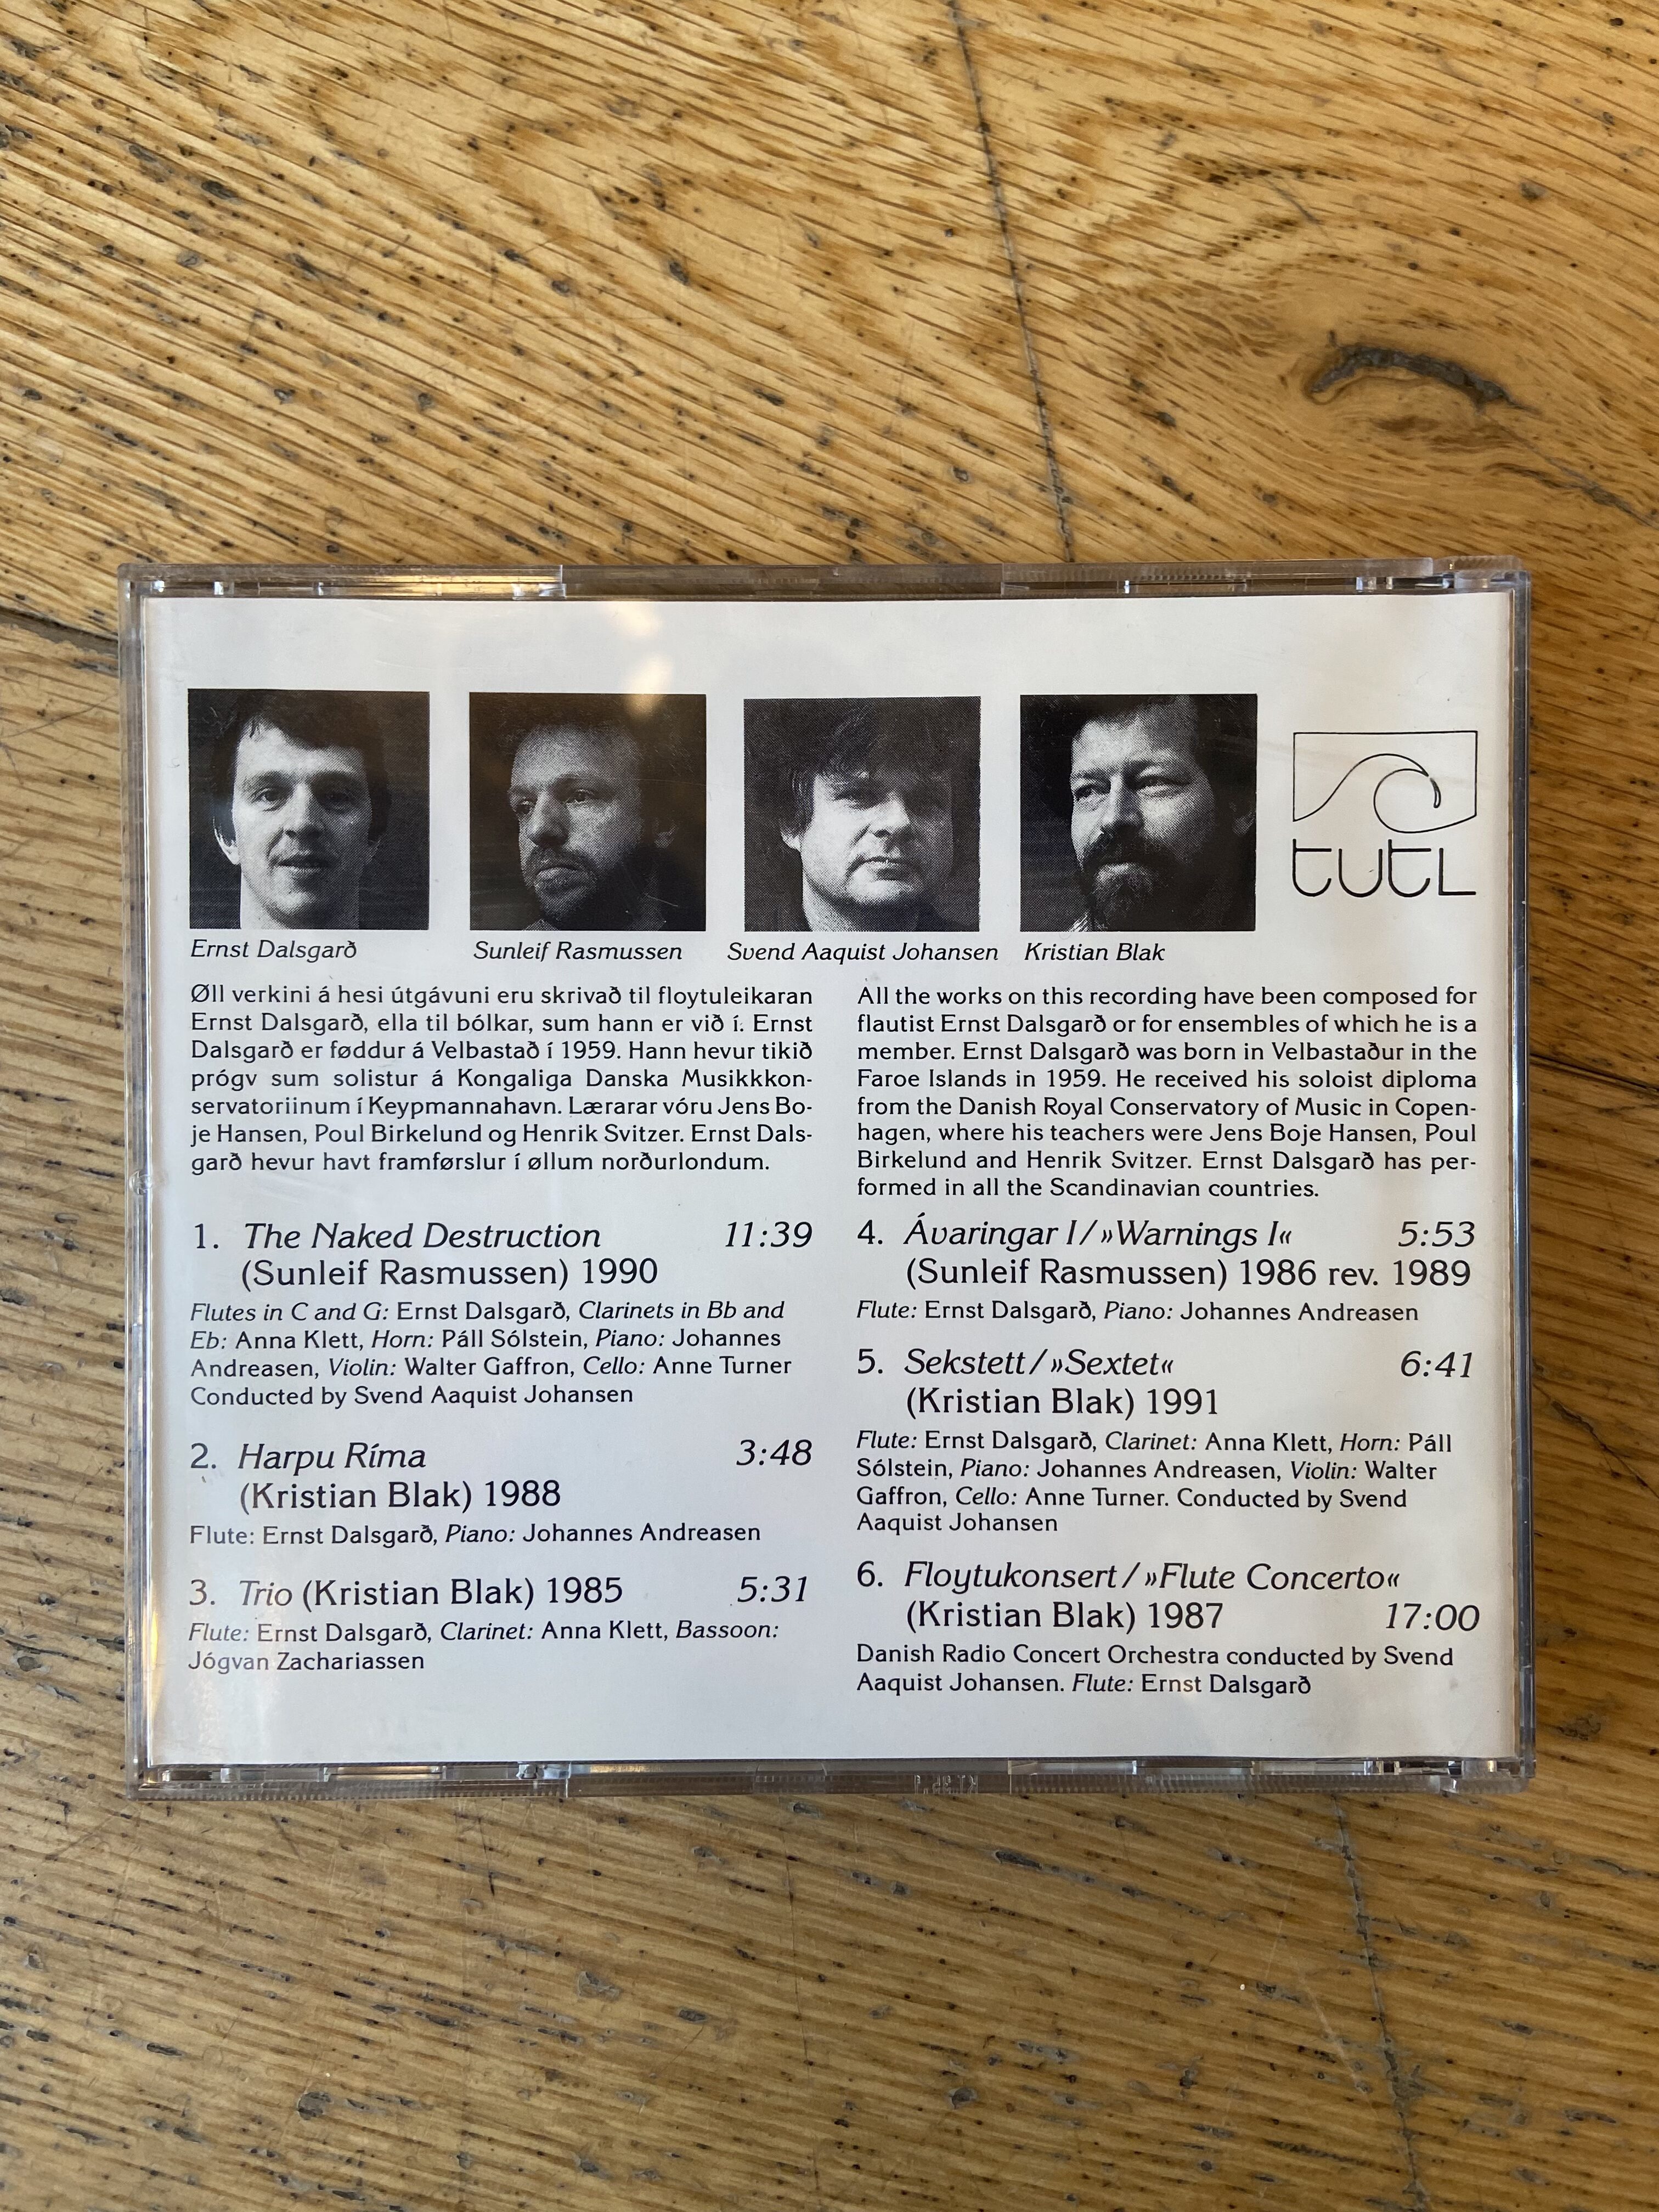 tutl
Ernst Dalsgarð
Sunleif Rasmussen
Svend Aaquist Johansen
Kristian Blak
Øll verkini á hesi útgávuni eru skrivað til floytuleikaran
Ernst Dalsgarð, ella til bólkar, sum hann er við í. Ernst
Dalsgarð er føddur á Velbastað í 1959. Hann hevur tikið
prógv sum solistur á Kongaliga Danska Musikkkon-
servatoriinum í Keypmannahavn. Lærarar vóru Jens Bo-
je Hansen, Poul Birkelund og Henrik Svitzer. Ernst Dals-
garð hevur havt framførslur í øllum norðurlondum.
1. The Naked Destruction 11:39
(Sunleif Rasmussen) 1990
Flutes in C and G: Ernst Dalsgarð, Clarinets in Bb and
Eb: Anna Klett, Horn: Páll Sólstein, Piano: Johannes
Andreasen, Violin: Walter Gaffron, Cello: Anne Turner
Conducted by Svend Aaquist Johansen
2. Harpu Ríma 3:48
(Kristian Blak) 1988
Flute: Ernst Dalsgarð, Piano: Johannes Andreasen
3. Trio (Kristian Blak) 1985 5:31
Flute: Ernst Dalsgarð, Clarinet: Anna Klett, Bassoon:
Jógvan Zachariassen
All the works on this recording have been composed for
flautist Ernst Dalsgarð or for ensembles of which he is a
member. Ernst Dalsgarð was born in Velbastaður in the
Faroe Islands in 1959. He received his soloist diploma
from the Danish Royal Conservatory of Music in Copen-
hagen, where his teachers were Jens Boje Hansen, Poul
Birkelund and Henrik Svitzer. Ernst Dalsgarð has per-
formed in all the Scandinavian countries.
4. Ávaringar I / »Warnings I« 5:53
(Sunleif Rasmussen) 1986 rev. 1989
Flute: Ernst Dalsgarð, Piano: Johannes Andreasen
5. Sekstett / »Sextet« 6:41
(Kristian Blak) 1991
Flute: Ernst Dalsgarð, Clarinet: Anna Klett, Horn: Páll
Sólstein, Piano: Johannes Andreasen, Violin: Walter
Gaffron, Cello: Anne Turner. Conducted by Svend
Aaquist Johansen
6. Floytukonsert / »Flute Concerto«
(Kristian Blak) 1987 17:00
Danish Radio Concert Orchestra conducted by Svend
Aaquist Johansen. Flute: Ernst Dalsgarð